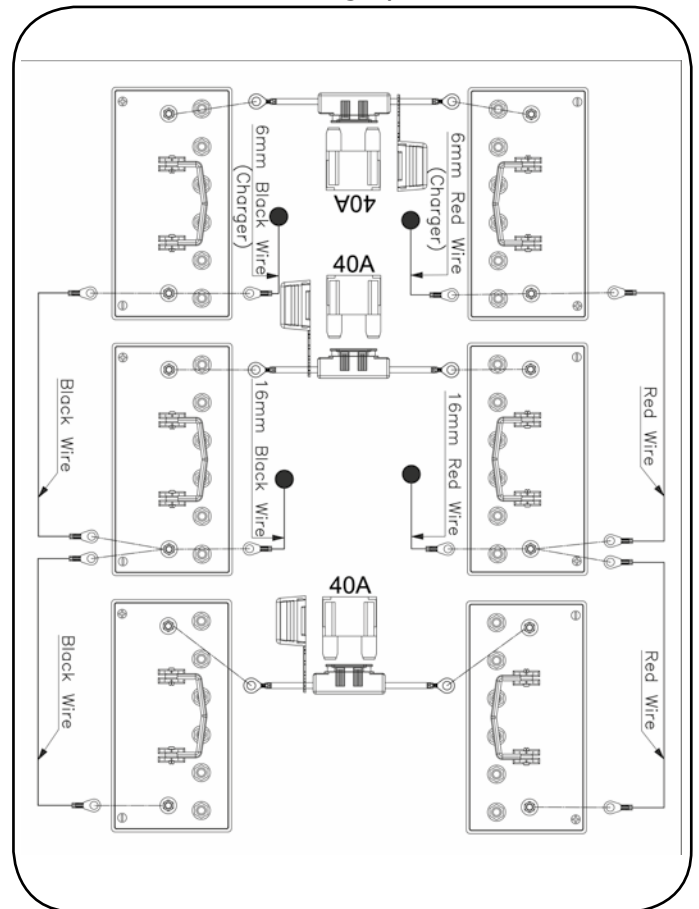 40A
6mm Black Wire
(Charger)
6mm Red Wire
(Charger)
40A
Black Wire
16mm Black Wire
16mm Red Wire
Red Wire
40A
Black Wire
Red Wire